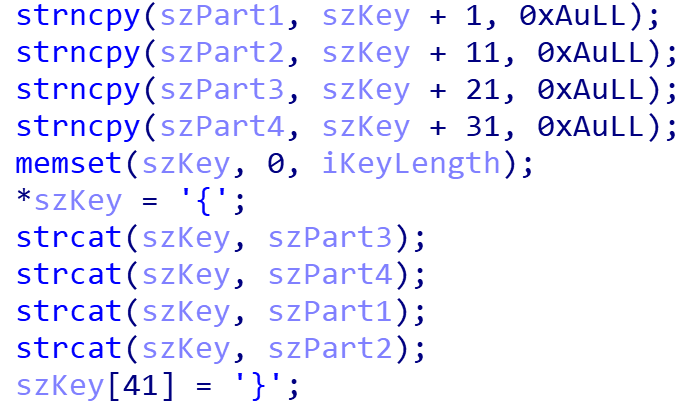 strncpy(szPart1, szKey + 1, 0xAuLL);
strncpy(szPart2, szKey + 11, 0xAuLL);
strncpy(szPart3, szKey + 21, 0xAuLL);
strncpy(szPart4, szKey + 31, 0xAuLL);
memset(szKey, 0, iKeyLength);
*szKey = '{';
strcat(szKey, szPart3);
strcat(szKey, szPart4);
strcat(szKey, szPart1);
strcat(szKey, szPart2);
szKey[41] = '}';